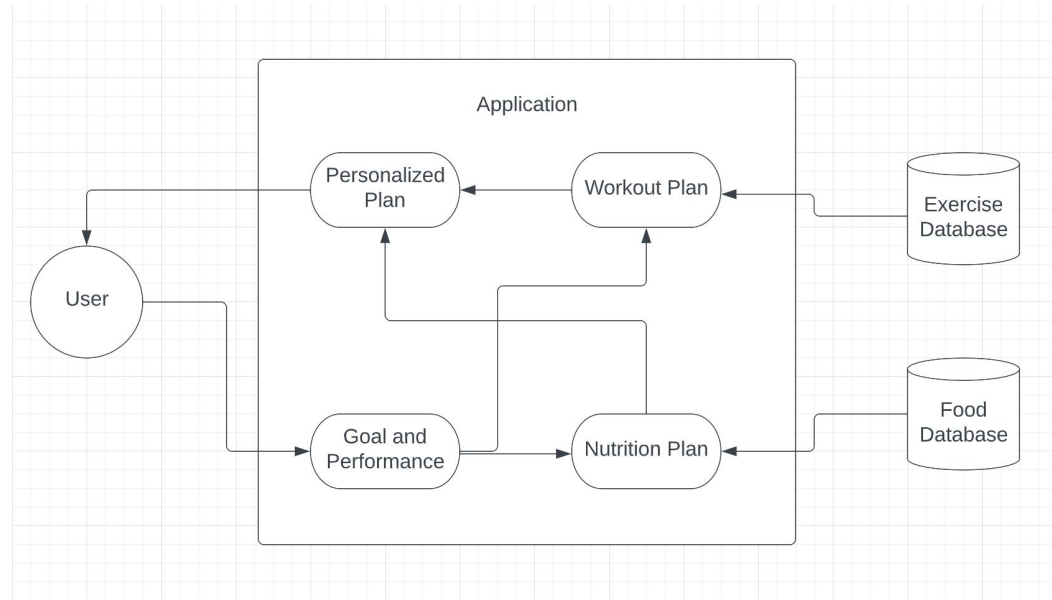 Application
Personalized
Plan
Workout Plan
Exercise
Database
User
Goal and
Performance
Nutrition Plan
Food
Database